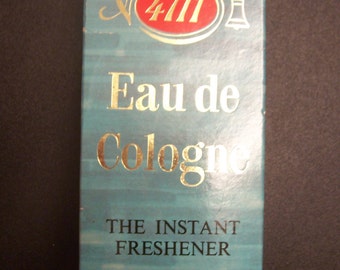 4711
Eau de
Cologne
THE INSTANT
FRESHENER